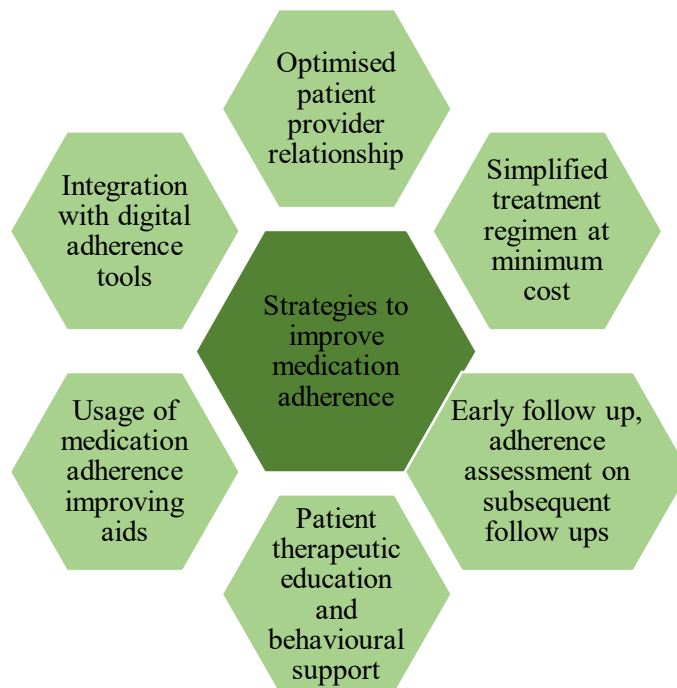 Optimised
patient
provider
relationship
Simplified
treatment
regimen at
minimum
cost
Early follow up,
adherence
assessment on
subsequent
follow ups
Patient
therapeutic
education
and
behavioural
support
Usage of
medication
adherence
improving
aids
Integration
with digital
adherence
tools
Strategies to
improve
medication
adherence